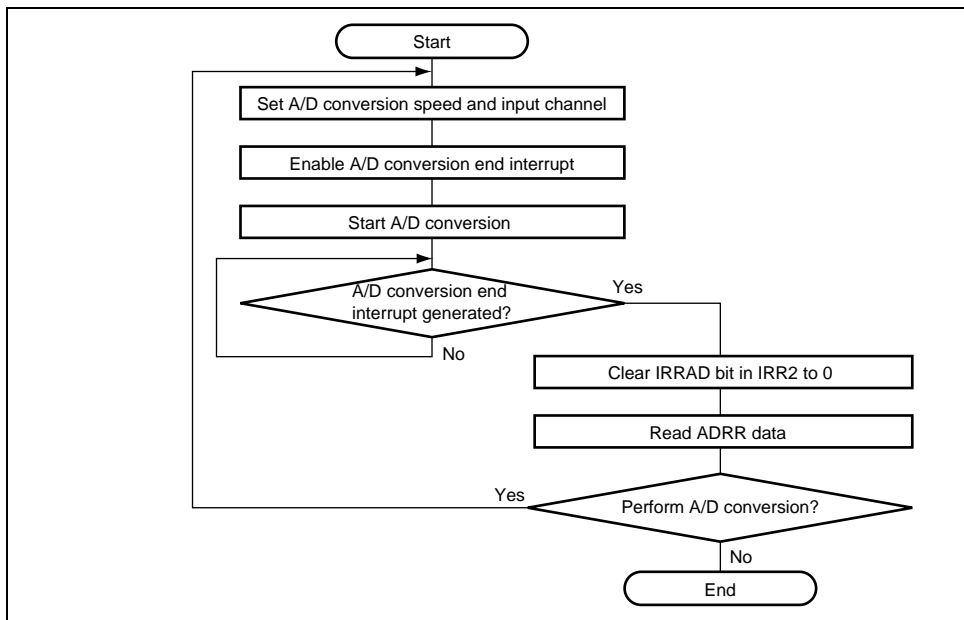 Start
Set A/D conversion speed and input channel
Enable A/D conversion end interrupt
Start A/D conversion
A/D conversion end
interrupt generated?
Yes
No
Clear IRRAD bit in IRR2 to 0
Read ADRR data
Yes
Perform A/D conversion?
No
End